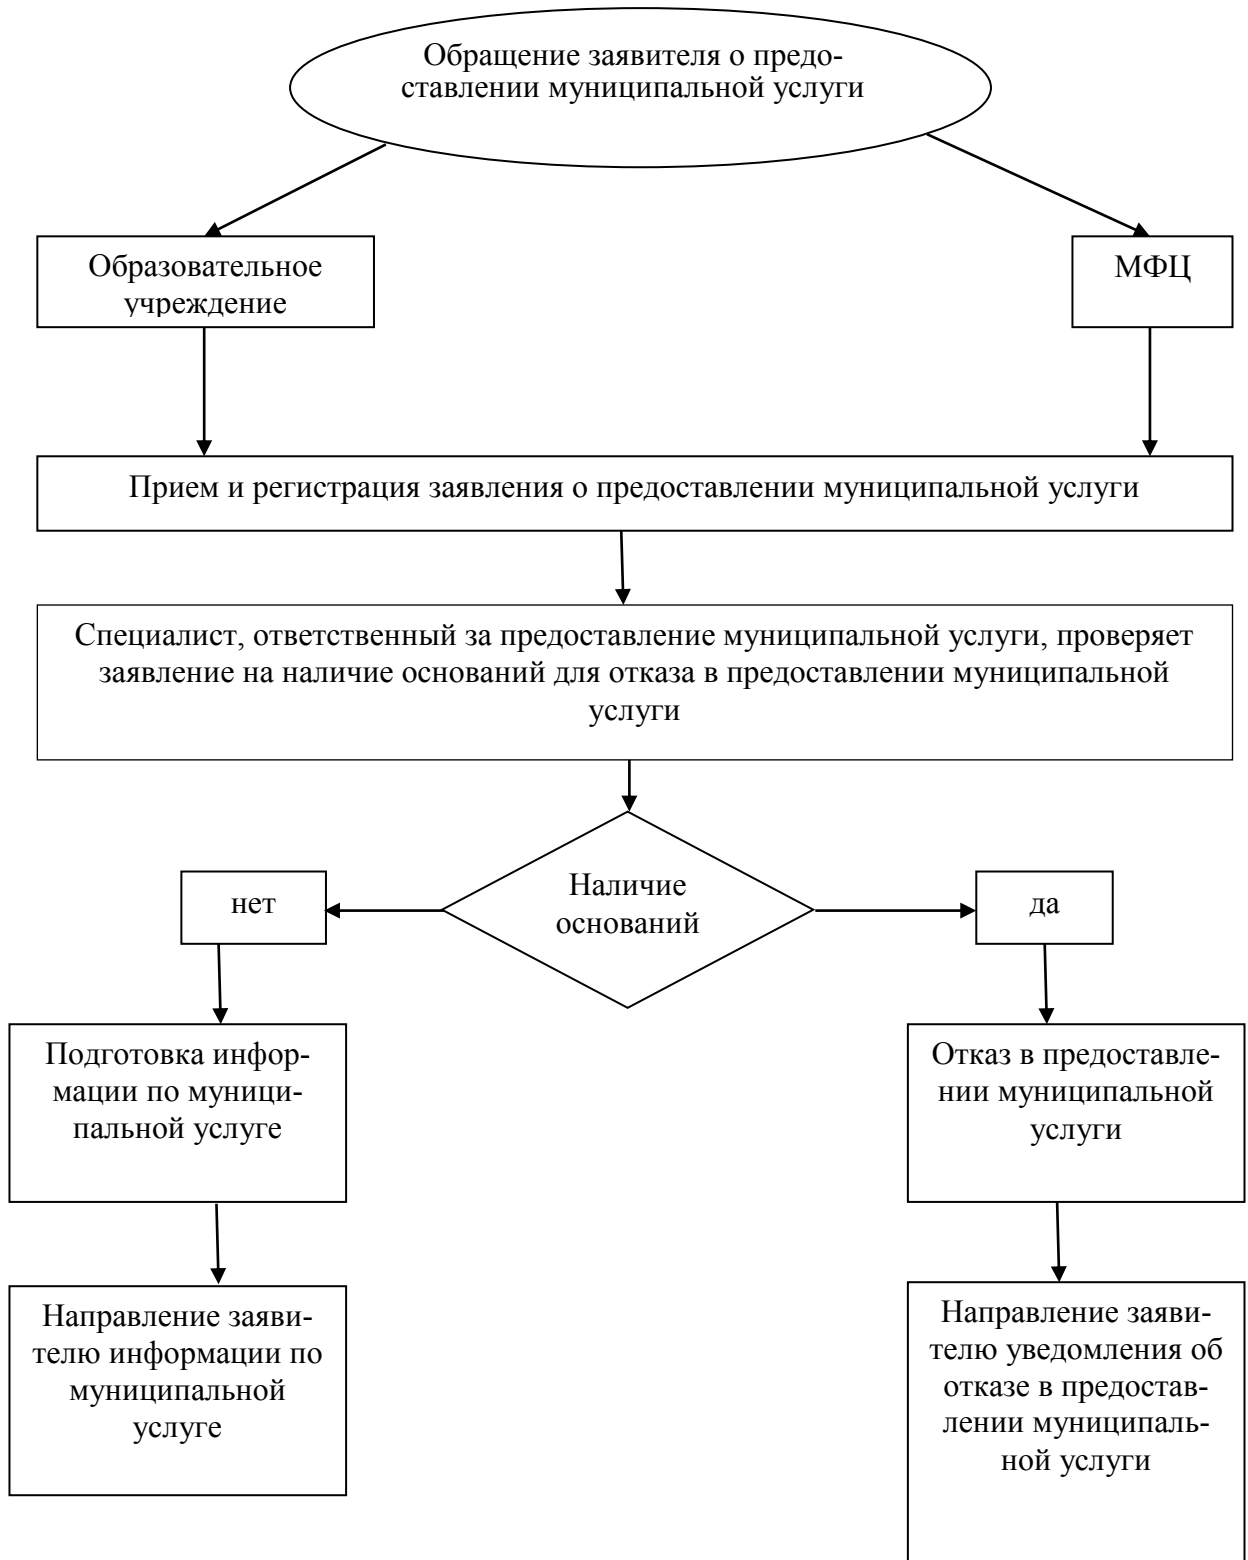 Обращение заявителя о предо-
ставлении муниципальной услуги
Образовательное
учреждение
МФЦ
Прием и регистрация заявления о предоставлении муниципальной услуги
Специалист, ответственный за предоставление муниципальной услуги, проверяет
заявление на наличие оснований для отказа в предоставлении муниципальной
услуги
Наличие
оснований
нет
да
Подготовка инфор-
мации по муници-
пальной услуге
Отказ в предоставле-
нии муниципальной
услуги
Направление заяви-
телю информации по
муниципальной
услуге
Направление заяви-
телю уведомления об
отказе в предостав-
лении муниципаль-
ной услуги